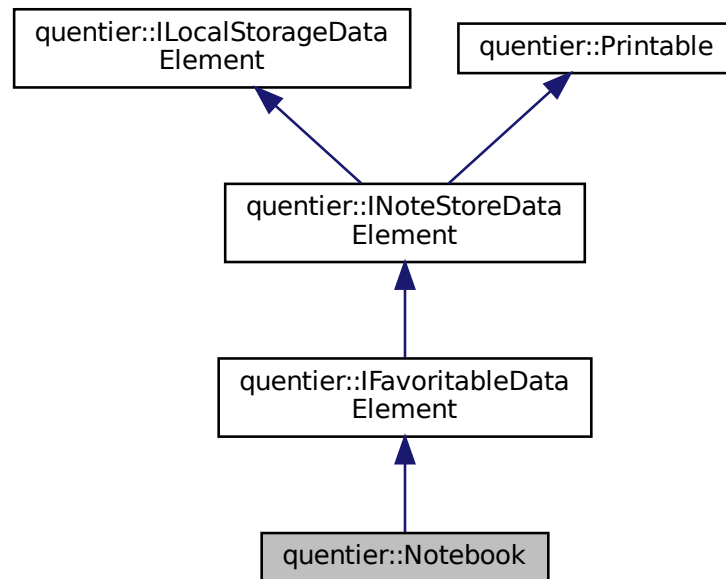 quentier::ILocalStorageData
Element
quentier::Printable
quentier::INoteStoreData
Element
quentier::IFavoritableData
Element
quentier::Notebook